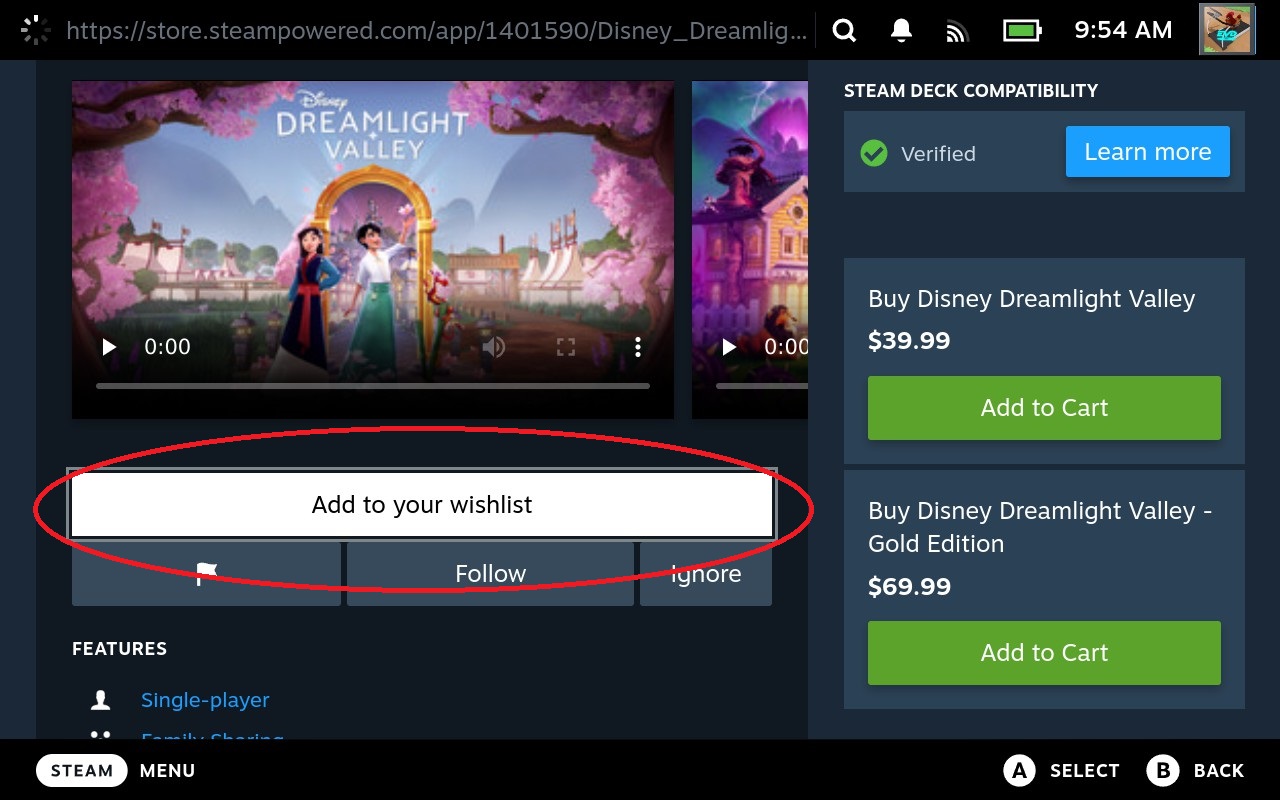 https://store.steampowered.com/app/1401590/Disney_Dreamlig...
9:54 AM
Disney
DREAMLIGHT
VALLEY
0:00
0:00
Add to your wishlist
Follow
Ignore
FEATURES
Single-player
Family Sharing
STEAM DECK COMPATIBILITY
Verified
Learn more
Buy Disney Dreamlight Valley
$39.99
Add to Cart
Buy Disney Dreamlight Valley -
Gold Edition
$69.99
Add to Cart
STEAM MENU
A SELECT
B BACK